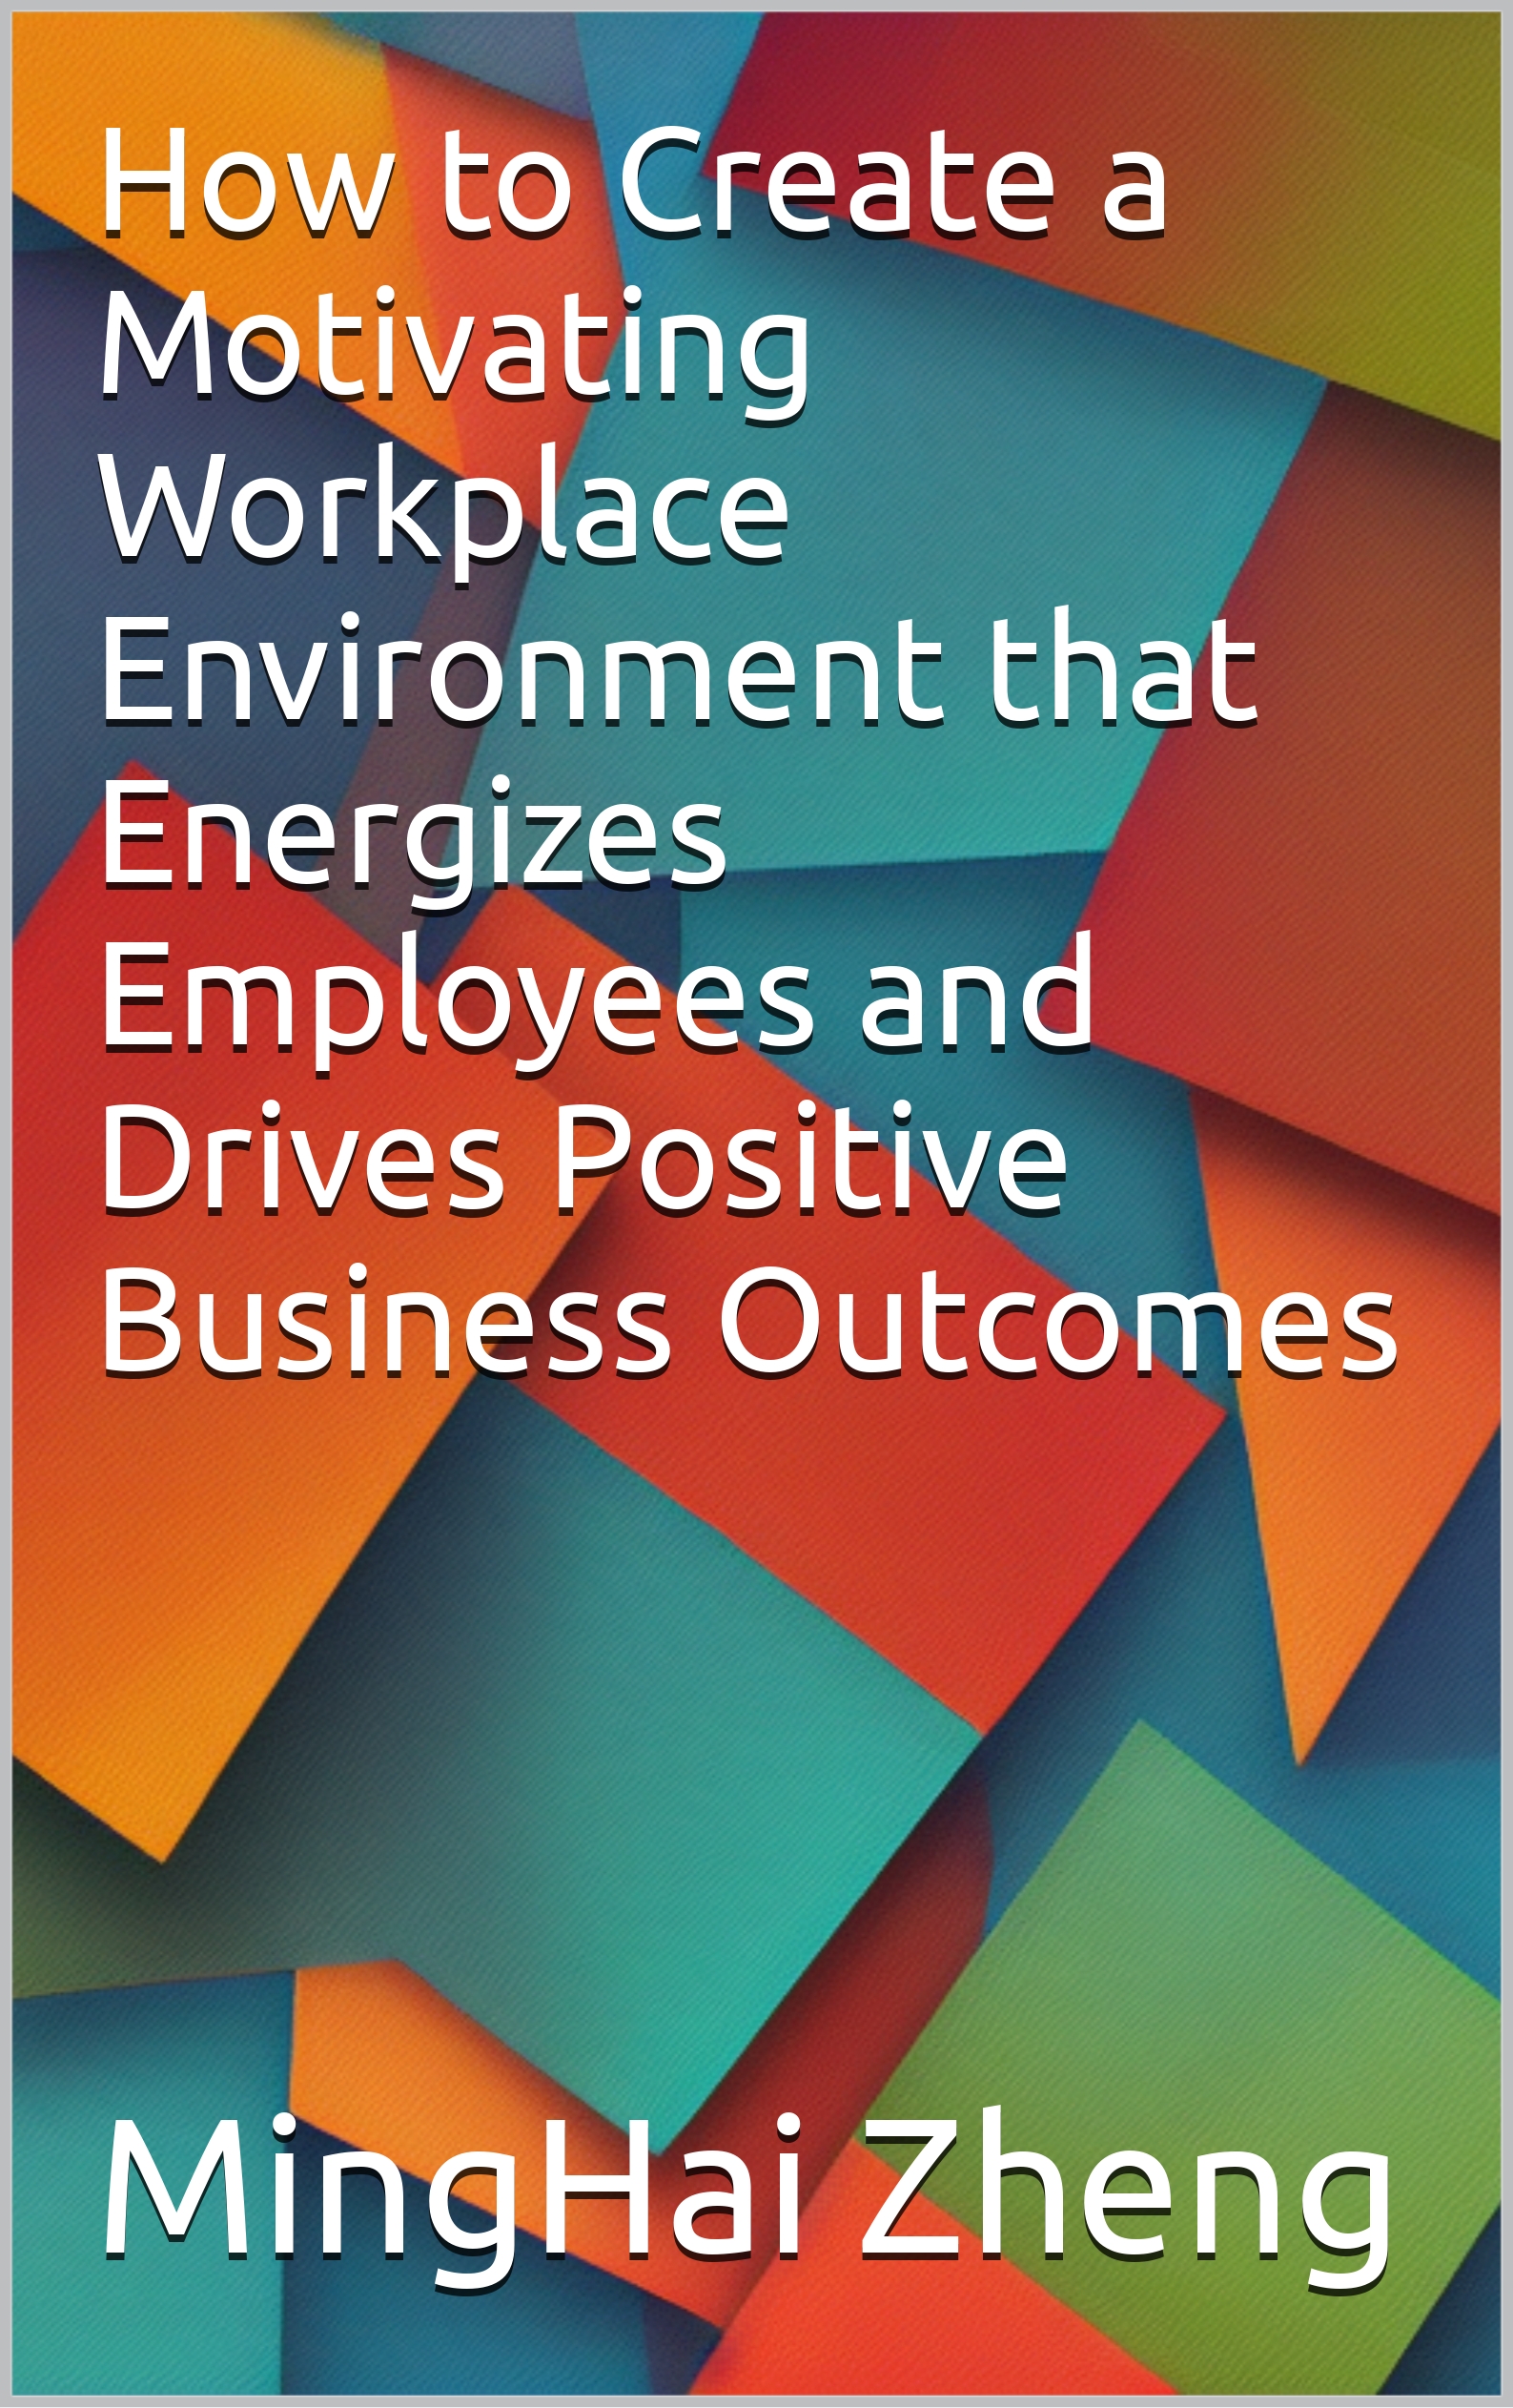 How to Create a
Motivating
Workplace
Environment that
Energizes
Employees and
Drives Positive
Business Outcomes
MingHai Zheng